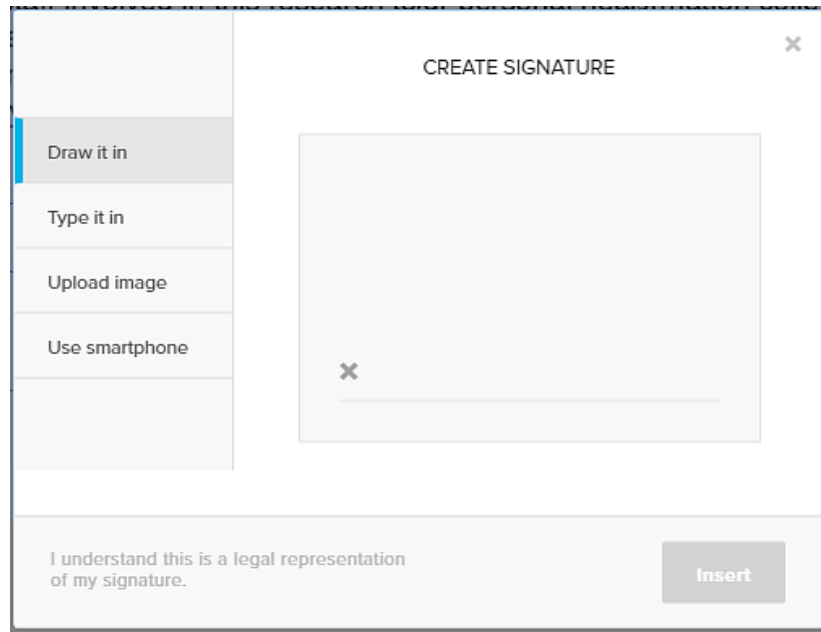 CREATE SIGNATURE
Draw it in
Type it in
Upload image
Use smartphone
I understand this is a legal representation
of my signature.
Insert